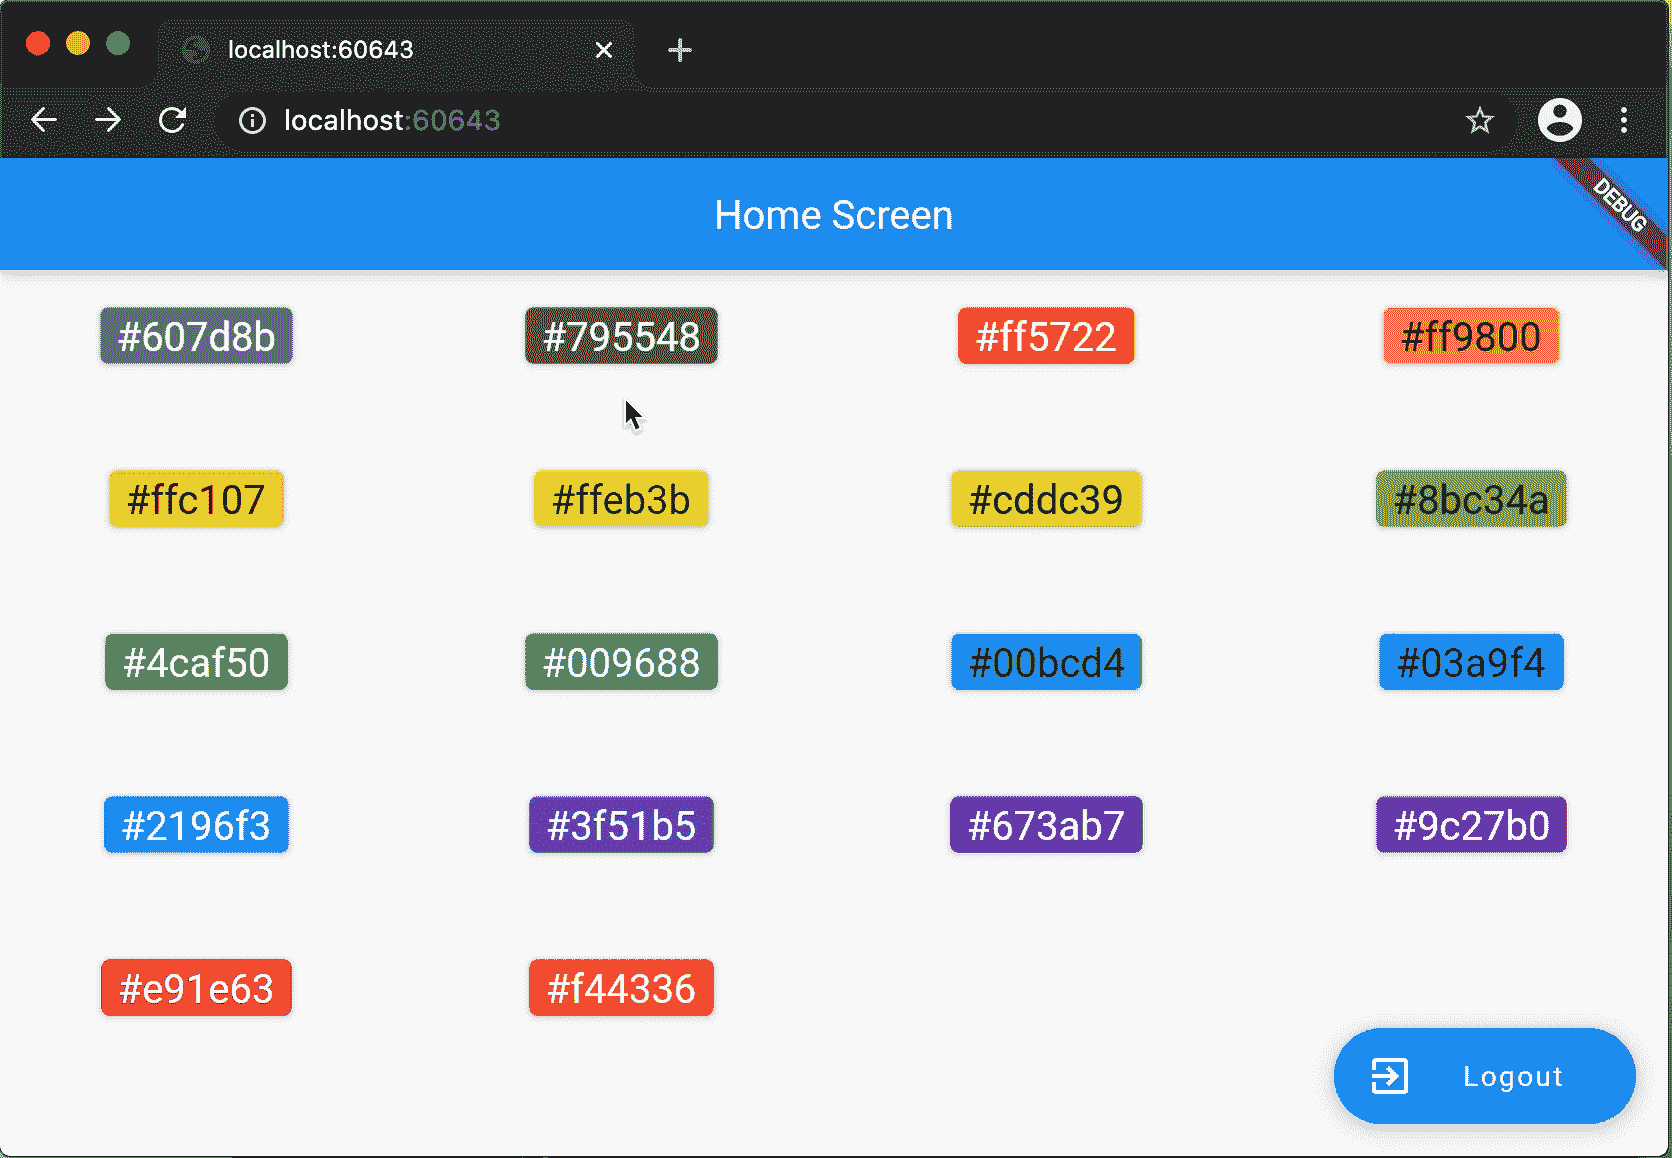 localhost:60643
localhost:60643
Home Screen
DEBUG
#607d8b #795548 #ff5722 #ff9800
#ffc107 #ffeb3b #cddc39 #8bc34a
#4caf50 #009688 #00bcd4 #03a9f4
#2196f3 #3f51b5 #673ab7 #9c27b0
#e91e63 #f44336
Logout